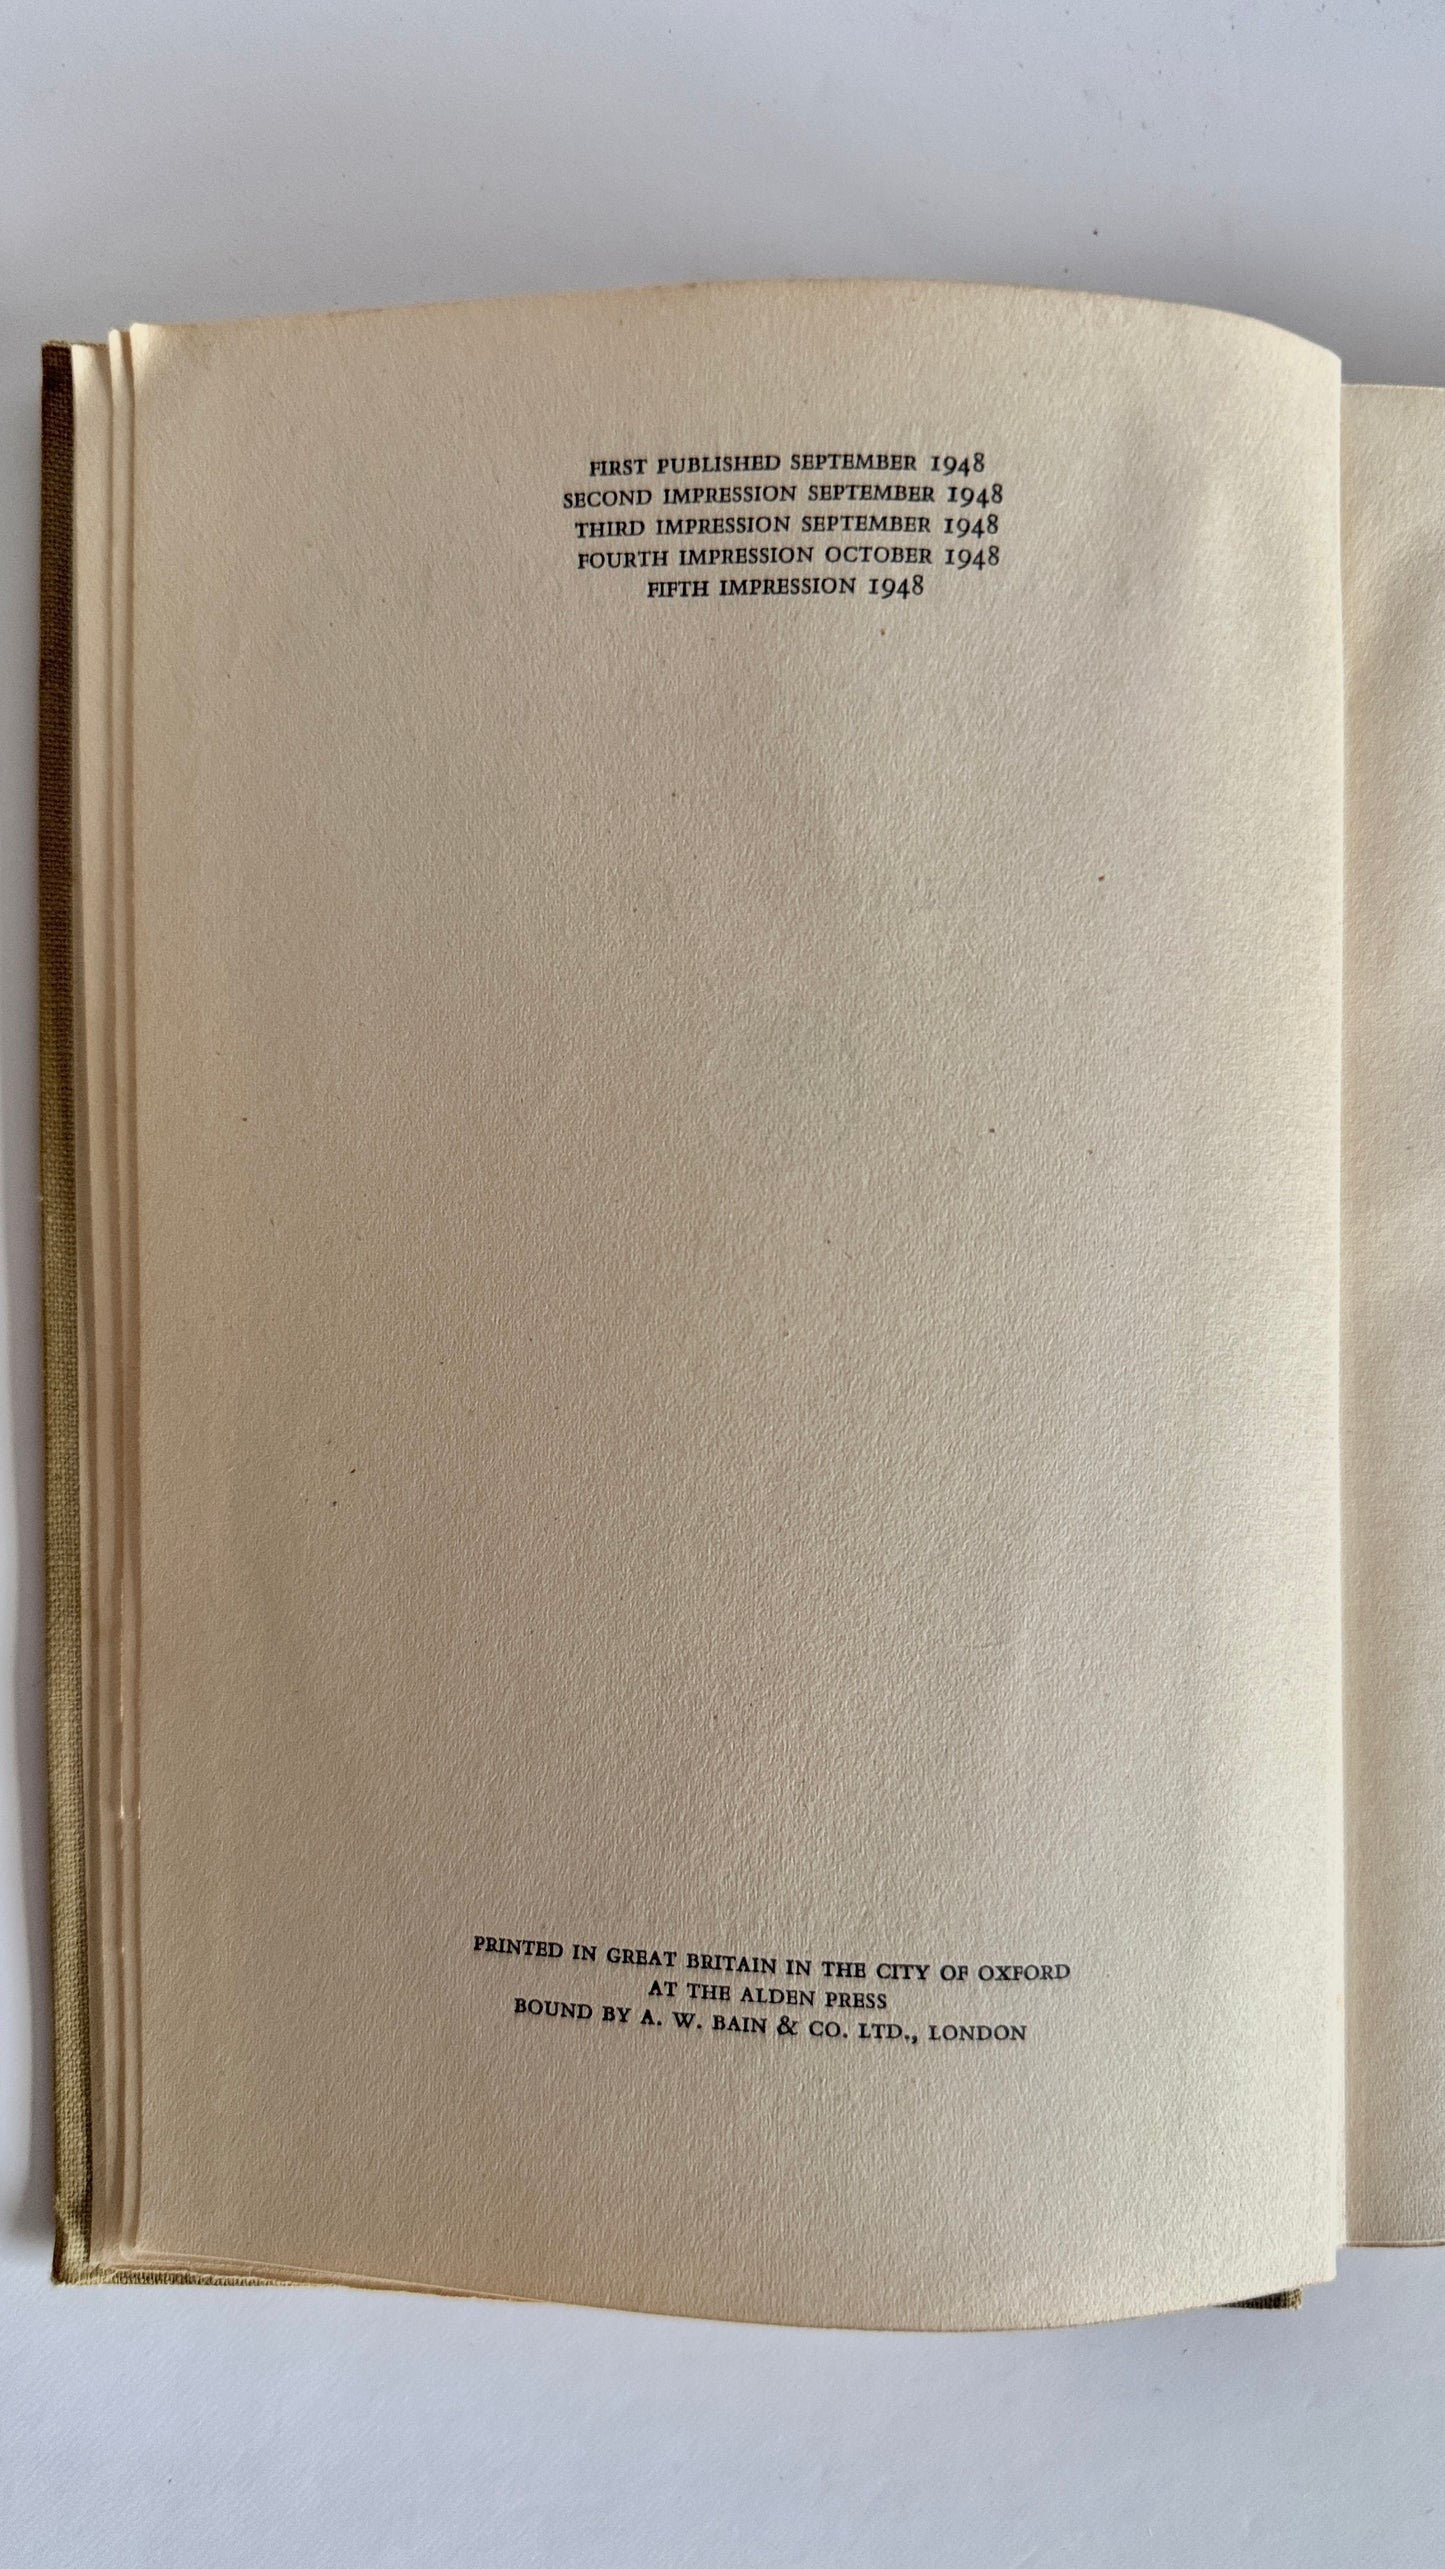 FIRST PUBLISHED SEPTEMBER 1948
SECOND IMPRESSION SEPTEMBER 1948
THIRD IMPRESSION SEPTEMBER 1948
FOURTH IMPRESSION OCTOBER 1948
FIFTH IMPRESSION 1948
PRINTED IN GREAT BRITAIN IN THE CITY OF OXFORD
AT THE ALDEN PRESS
BOUND BY A. W. BAIN & CO. LTD., LONDON